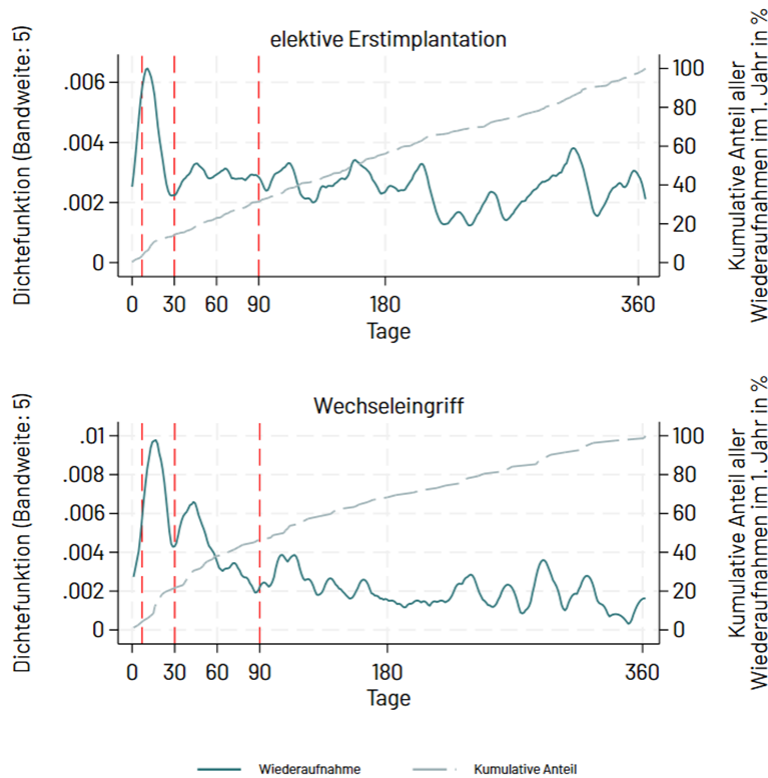 elektive Erstimplantation
Dichtefunktion (Bandweite: 5)
.006
.004
.002
0
100
80
60
40
20
0
Kumulative Anteil aller
Wiederaufnahmen im 1. Jahr in %
0 30 60 90 180 360
Tage
Wechseleingriff
Dichtefunktion (Bandweite: 5)
.01
.008
.006
.004
.002
0
100
80
60
40
20
0
Kumulative Anteil aller
Wiederaufnahmen im 1. Jahr in %
0 30 60 90 180 360
Tage
Wiederaufnahme Kumulative Anteil